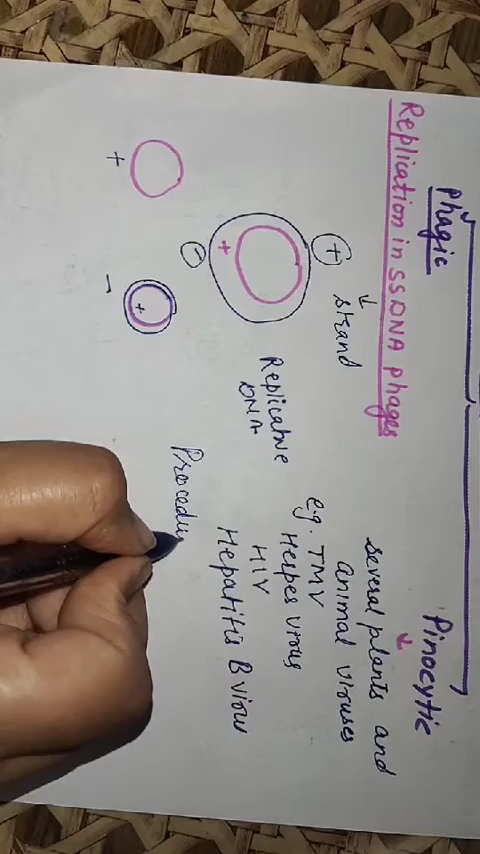 Phagic
Replication in SSDNA phages
+
strand
+
-
+
-
+
Replicative
DNA
Pinocytic
several plants and
animal viruses
e.g. TMV
Herpes virus
HIV
Hepatitis B virus
Procedu